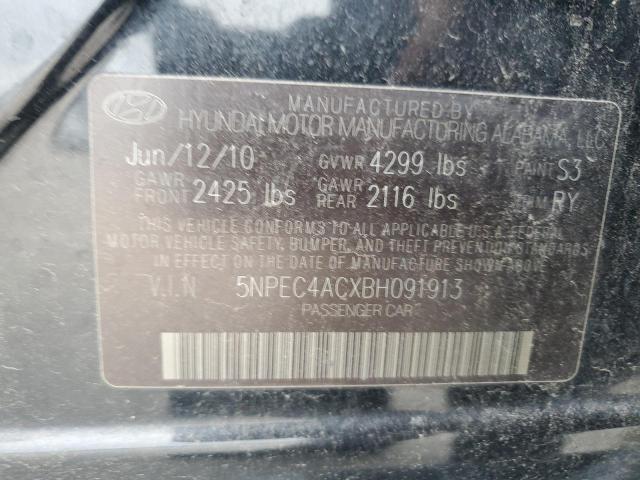 MANUFACTURED BY
HYUNDAI MOTOR MANUFACTURING ALABAMA, LLC
Jun/12/10 GVWR 4299 lbs PAINT S3
GAWR FRONT 2425 lbs GAWR REAR 2116 lbs TRIM RY
THIS VEHICLE CONFORMS TO ALL APPLICABLE U.S & FEDERAL
MOTOR VEHICLE SAFETY, BUMPER, AND THEFT PREVENTION STANDARDS
IN EFFECT ON THE DATE OF MANUFACTURE SHOWN ABOVE.
V.I.N 5NPEC4ACXBH091913
PASSENGER CAR